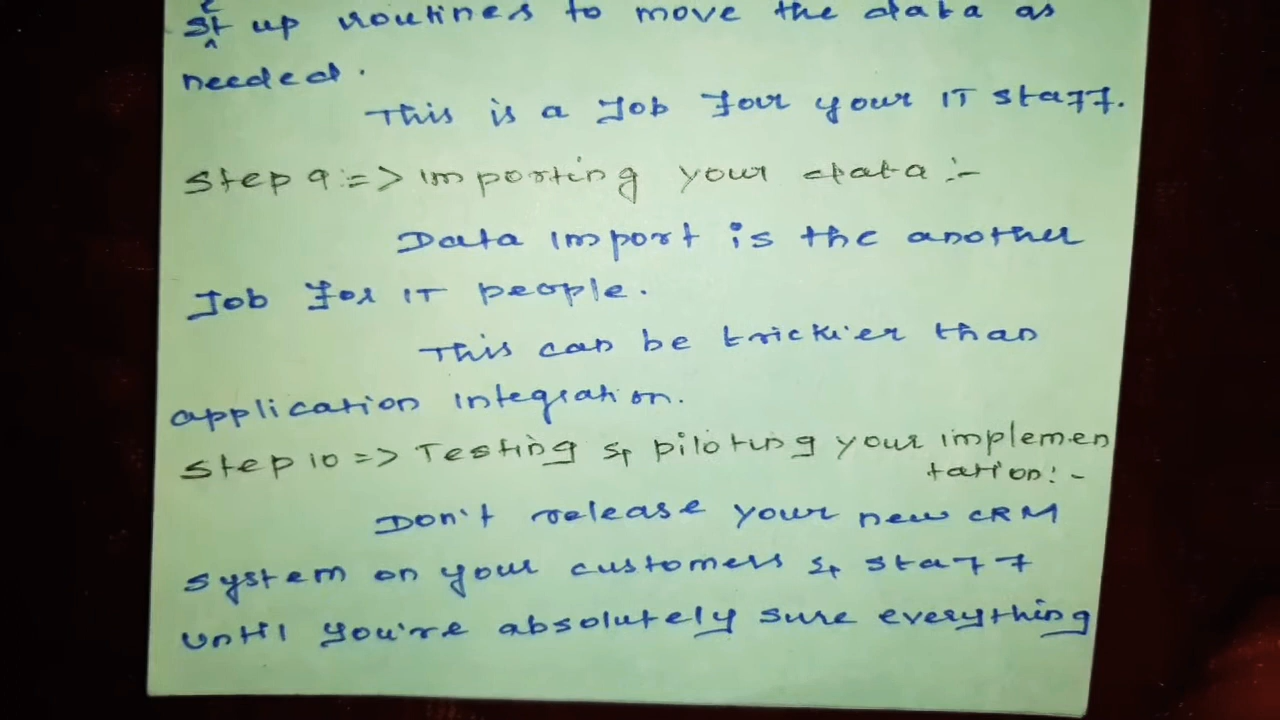 set up routines to move the data as
needed.
This is a Job for your IT staff.
Step 9 => Importing your data :-
Data import is the another
Job for IT people.
This can be trickier than
application integration.
Step 10 => Testing & piloting your implemen
tation: -
Don't release your new CRM
system on your customers & staff
until you're absolutely sure everything